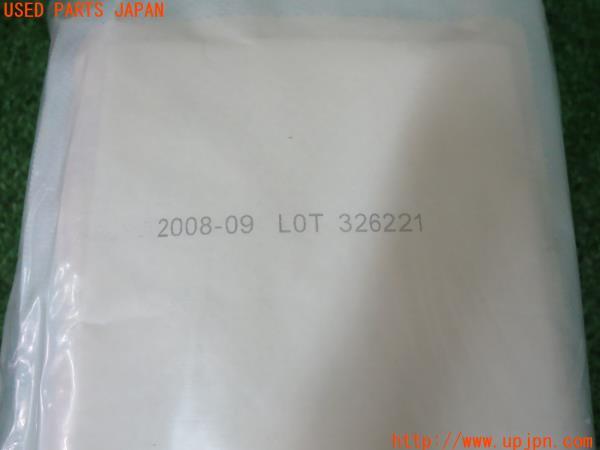 USED PARTS JAPAN
2008-09 LOT 326221
http://www.upjpn.com